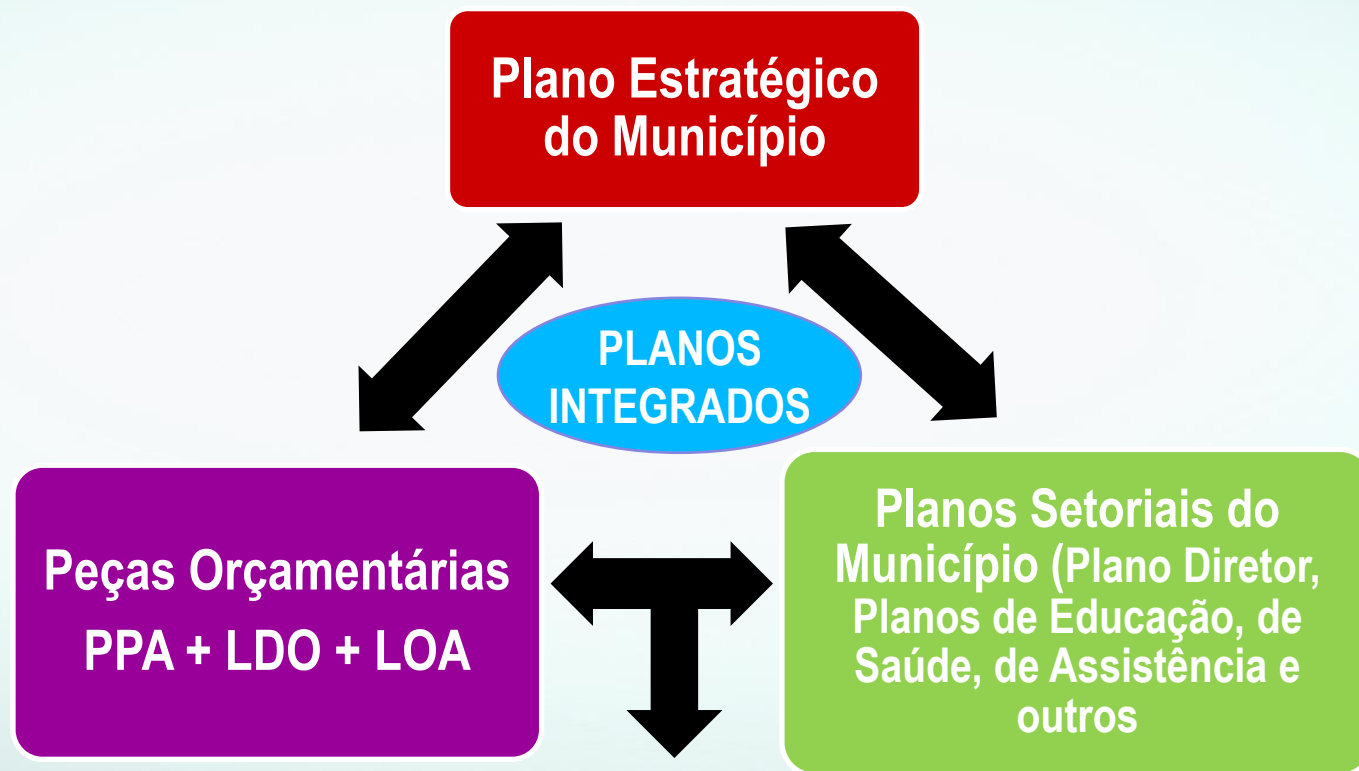 Plano Estratégico
do Município
PLANOS
INTEGRADOS
Peças Orçamentárias
PPA + LDO + LOA
Planos Setoriais do
Município (Plano Diretor,
Planos de Educação, de
Saúde, de Assistência e
outros